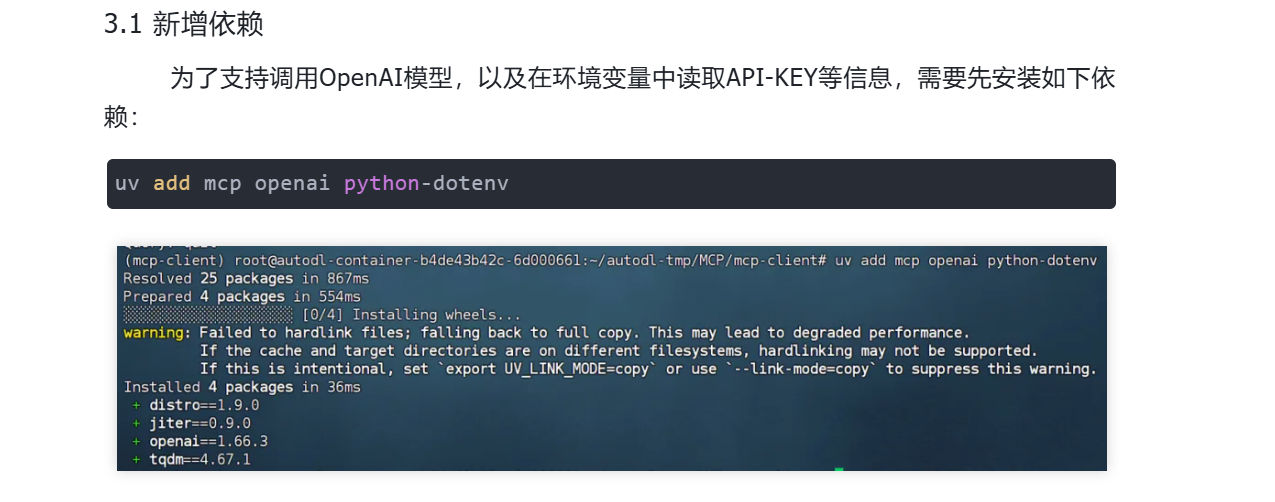 3.1 新增依赖
为了支持调用OpenAI模型，以及在环境变量中读取API-KEY等信息，需要先安装如下依
赖：
uv add mcp openai python-dotenv
(mcp-client) root@autodl-container-b4de43b42c-6d000661:~/autodl-tmp/MCP/mcp-client# uv add mcp openai python-dotenv
Resolved 25 packages in 867ms
Prepared 4 packages in 554ms
░░░░░░░░░░░░░░░░░░░░ [0/4] Installing wheels...
warning: Failed to hardlink files; falling back to full copy. This may lead to degraded performance.
If the cache and target directories are on different filesystems, hardlinking may not be supported.
If this is intentional, set `export UV_LINK_MODE=copy` or use `--link-mode=copy` to suppress this warning.
Installed 4 packages in 36ms
+ distro==1.9.0
+ jiter==0.9.0
+ openai==1.66.3
+ tqdm==4.67.1